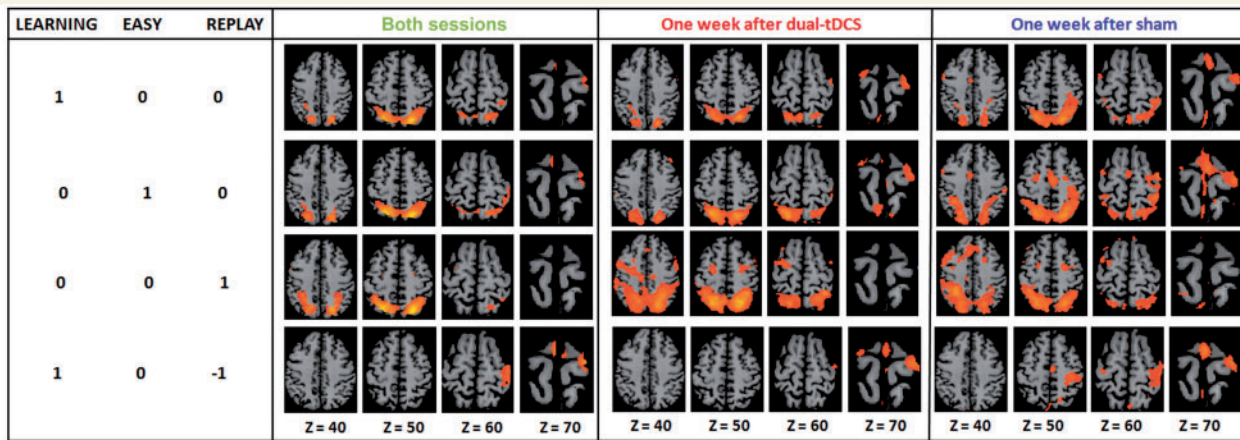 LEARNING EASY REPLAY Both sessions One week after dual-tDCS One week after sham
1 0 0
0 1 0
0 0 1
1 0 -1
Z = 40 Z = 50 Z = 60 Z = 70 Z = 40 Z = 50 Z = 60 Z = 70 Z = 40 Z = 50 Z = 60 Z = 70